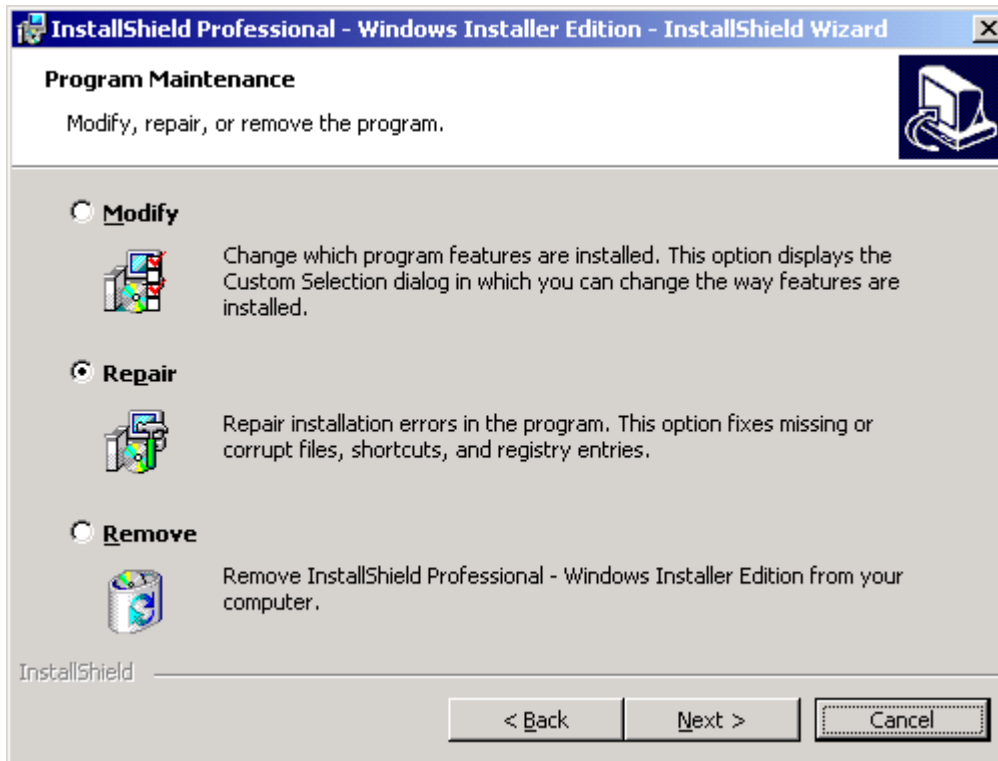 InstallShield Professional - Windows Installer Edition - InstallShield Wizard
Program Maintenance
Modify, repair, or remove the program.
Modify
Change which program features are installed. This option displays the
Custom Selection dialog in which you can change the way features are
installed.
Repair
Repair installation errors in the program. This option fixes missing or
corrupt files, shortcuts, and registry entries.
Remove
Remove InstallShield Professional - Windows Installer Edition from your
computer.
InstallShield
< Back Next > Cancel